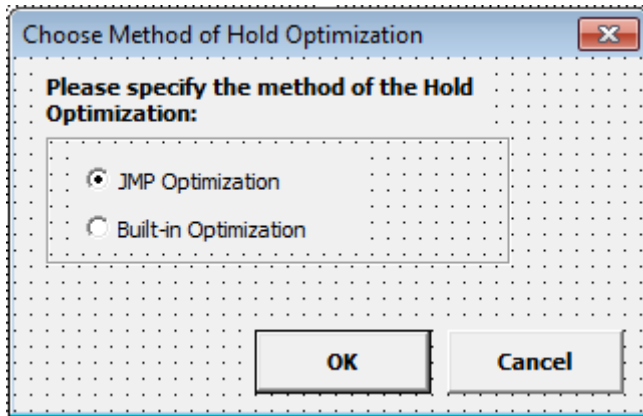 Choose Method of Hold Optimization
Please specify the method of the Hold
Optimization:
JMP Optimization
Built-in Optimization
OK
Cancel